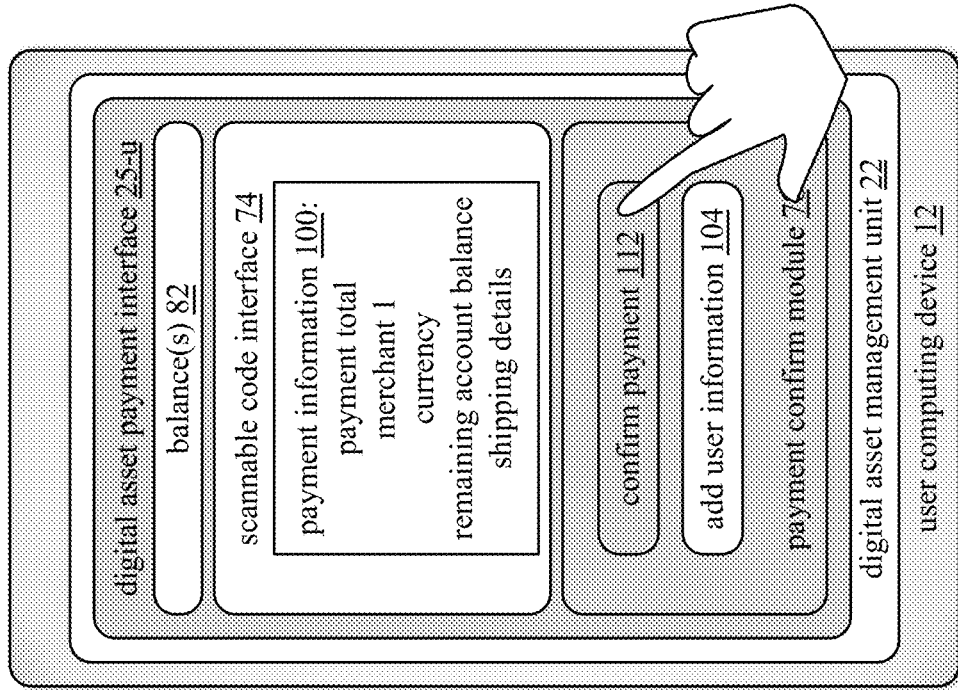 digital asset payment interface 25-u
balance(s) 82
scannable code interface 74
payment information 100:
payment total
merchant 1
currency
remaining account balance
shipping details
confirm payment 112
add user information 104
payment confirm module
digital asset management unit 22
user computing device 12